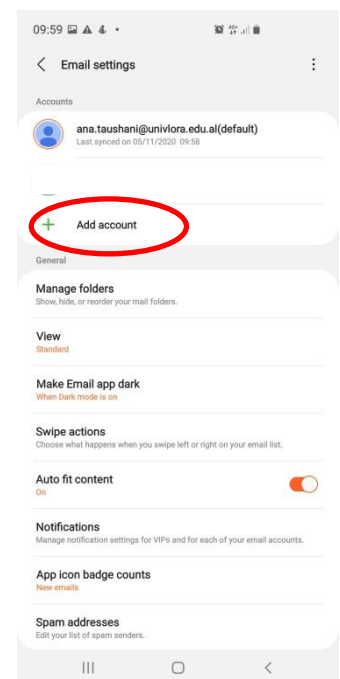 09:59
4G+
Email settings
Accounts
ana.taushani@univlora.edu.al(default)
Last synced on 05/11/2020 09:58
Add account
General
Manage folders
Show, hide, or reorder your mail folders.
View
Standard
Make Email app dark
When Dark mode is on
Swipe actions
Choose what happens when you swipe left or right on your email list.
Auto fit content
On
Notifications
Manage notification settings for VIPs and for each of your email accounts.
App icon badge counts
New emails
Spam addresses
Edit your list of spam senders.